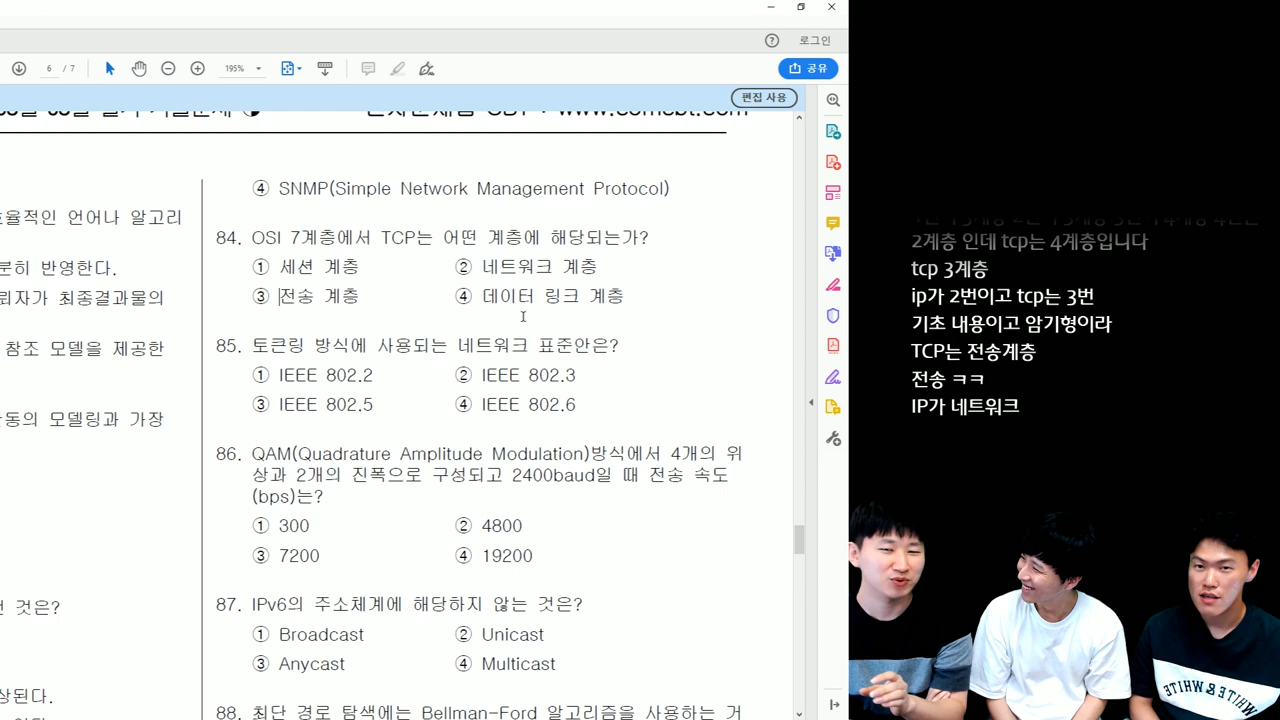 로그인
6 / 7
195%
공유
편집 사용
효율적인 언어나 알고리
분히 반영한다.
뢰자가 최종결과물의
참조 모델을 제공한
동의 모델링과 가장
것은?
상된다.
④ SNMP(Simple Network Management Protocol)
84. OSI 7계층에서 TCP는 어떤 계층에 해당되는가?
① 세션 계층 ② 네트워크 계층
③ 전송 계층 ④ 데이터 링크 계층
85. 토큰링 방식에 사용되는 네트워크 표준안은?
① IEEE 802.2 ② IEEE 802.3
③ IEEE 802.5 ④ IEEE 802.6
86. QAM(Quadrature Amplitude Modulation)방식에서 4개의 위
상과 2개의 진폭으로 구성되고 2400baud일 때 전송 속도
(bps)는?
① 300 ② 4800
③ 7200 ④ 19200
87. IPv6의 주소체계에 해당하지 않는 것은?
① Broadcast ② Unicast
③ Anycast ④ Multicast
88. 최단 경로 탐색에는 Bellman-Ford 알고리즘을 사용하는 거
2계층 인데 tcp는 4계층입니다
tcp 3계층
ip가 2번이고 tcp는 3번
기초 내용이고 암기형이라
TCP는 전송계층
전송 ㅋㅋ
IP가 네트워크
WHITE&WHITE